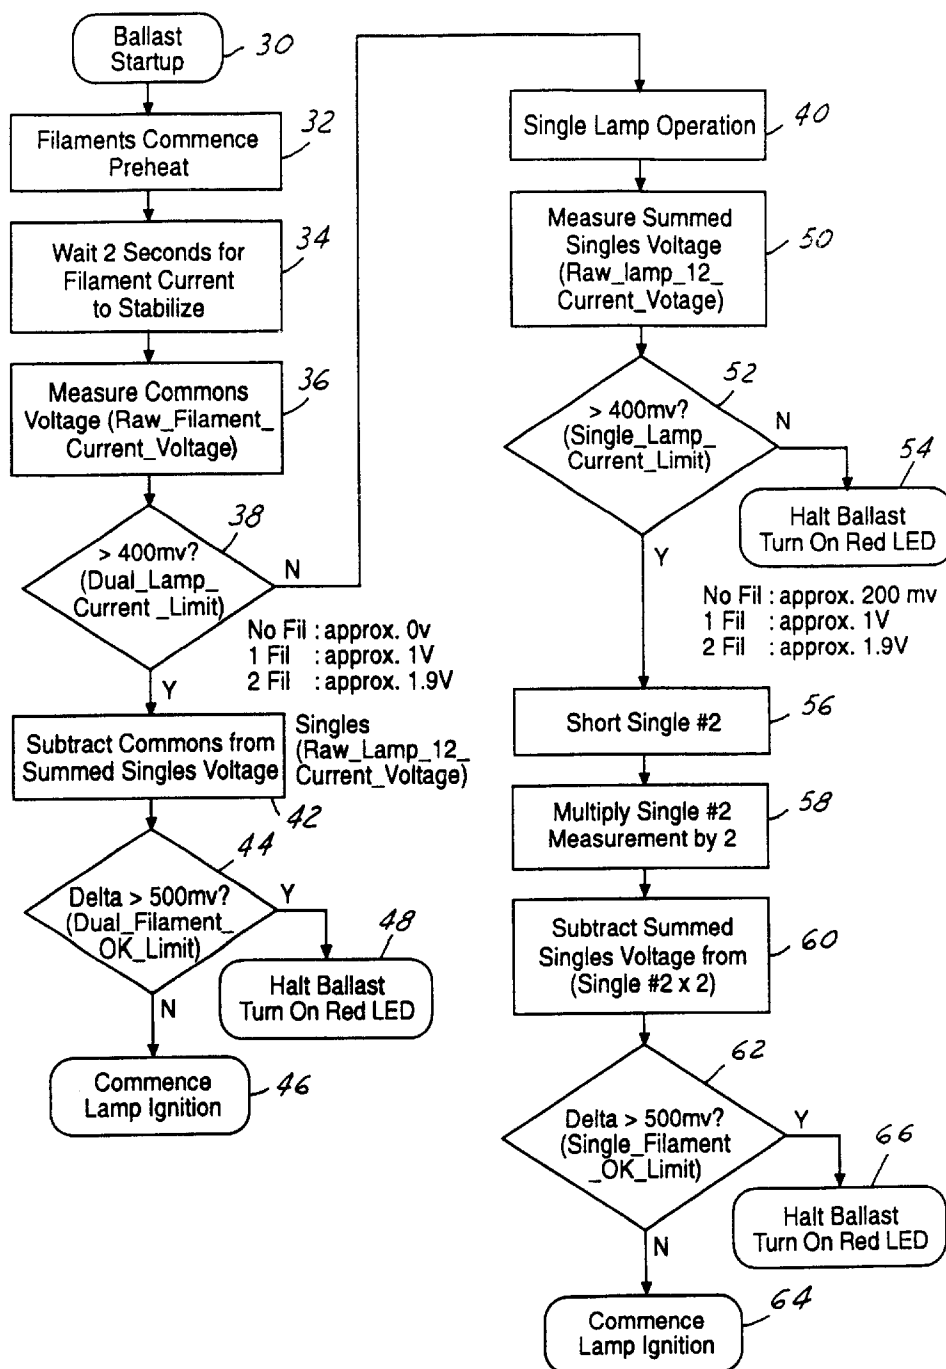 Ballast
Startup
30
Filaments Commence
Preheat
32
Wait 2 Seconds for
Filament Current
to Stabilize
34
Measure Commons
Voltage (Raw_Filament_
Current_Voltage)
36
> 400mv?
(Dual_Lamp_
Current _Limit)
38
N
No Fil : approx. 0v
1 Fil : approx. 1V
2 Fil : approx. 1.9V
Y
Subtract Commons from
Summed Singles Voltage
42
Singles
(Raw_Lamp_12_
Current_Voltage)
Delta > 500mv?
(Dual_Filament_
OK_Limit)
44
Y
Halt Ballast
Turn On Red LED
48
N
Commence
Lamp Ignition
46
Single Lamp Operation
40
Measure Summed
Singles Voltage
(Raw_lamp_12_
Current_Votage)
50
> 400mv?
(Single_Lamp_
Current_Limit)
52
N
Halt Ballast
Turn On Red LED
54
No Fil : approx. 200 mv
1 Fil : approx. 1V
2 Fil : approx. 1.9V
Y
Short Single #2
56
Multiply Single #2
Measurement by 2
58
Subtract Summed
Singles Voltage from
(Single #2 x 2)
60
Delta > 500mv?
(Single_Filament
_OK_Limit)
62
Y
Halt Ballast
Turn On Red LED
66
N
Commence
Lamp Ignition
64